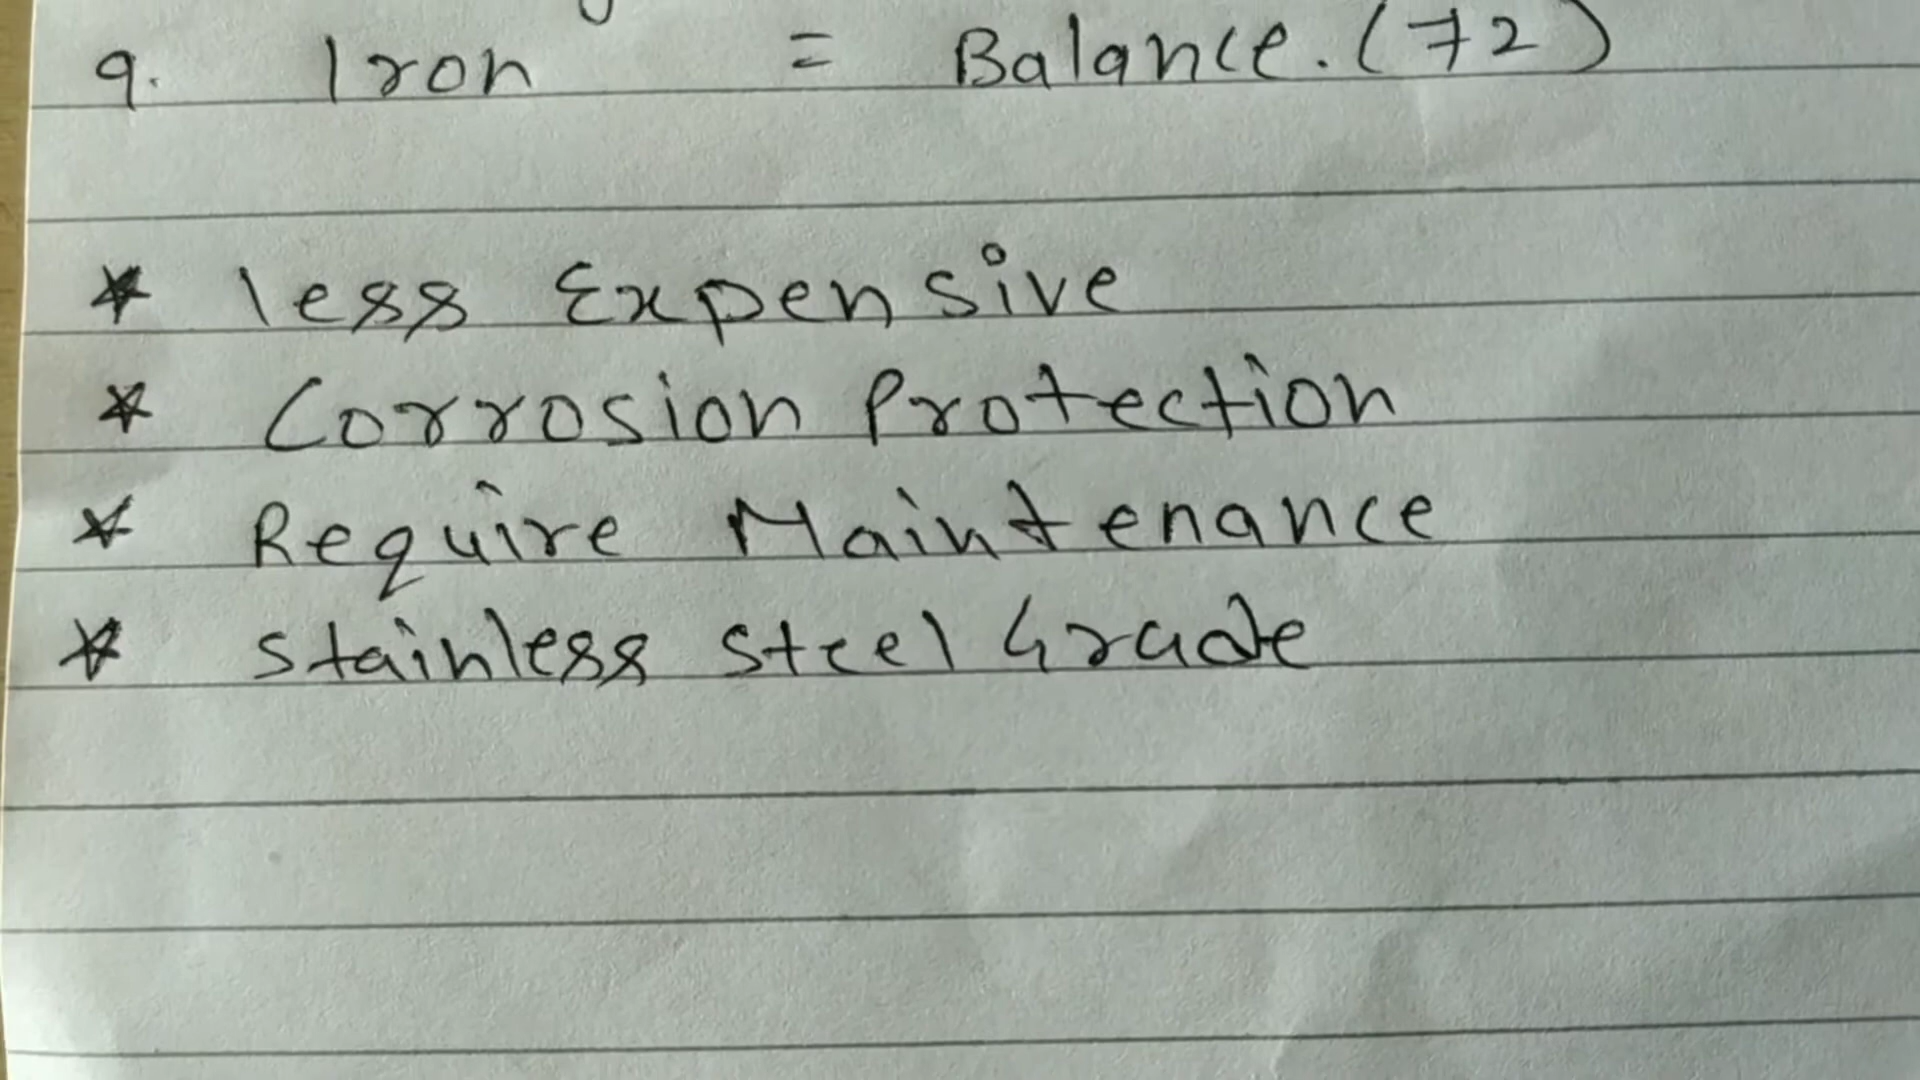 9. Iron = Balance. (72)
* less Expensive
* Corrosion Protection
* Require Maintenance
* Stainless Steel Grade